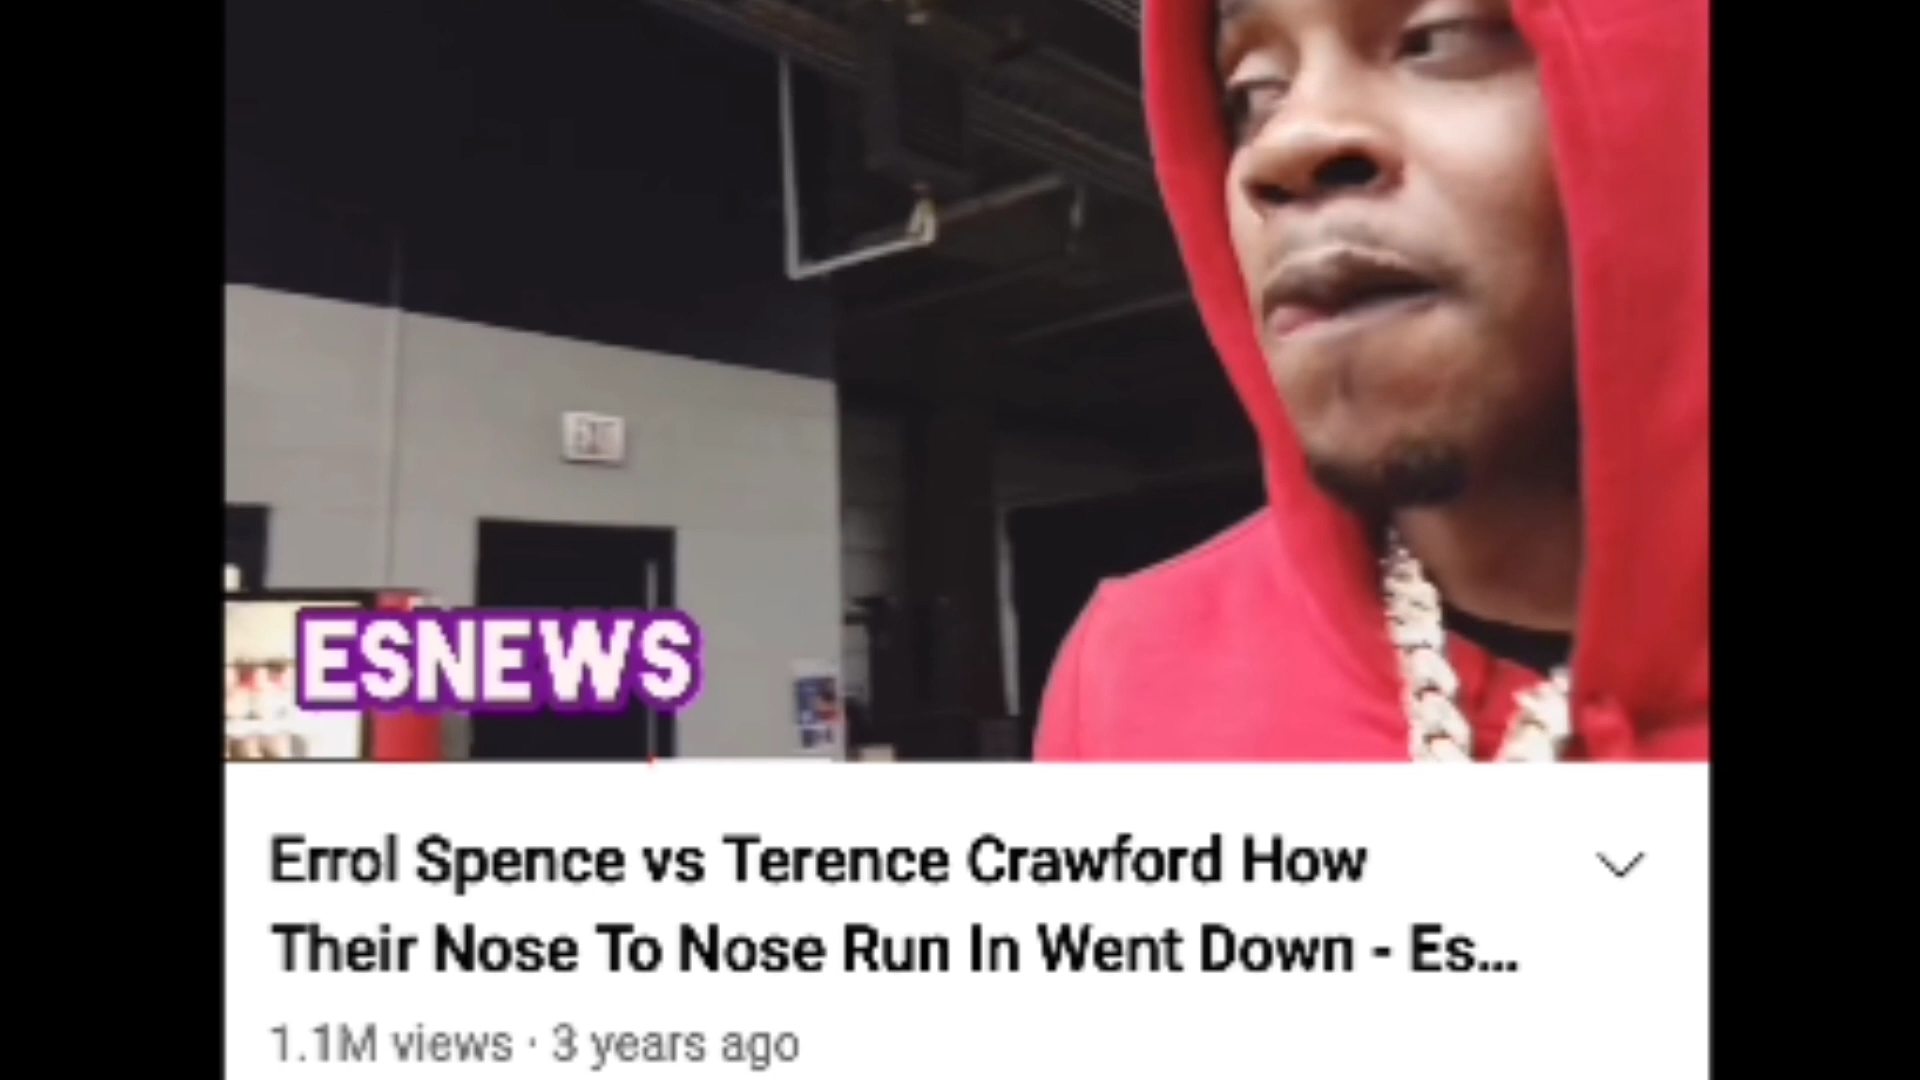 ESNEWS
Errol Spence vs Terence Crawford How
Their Nose To Nose Run In Went Down - Es...
1.1M views · 3 years ago